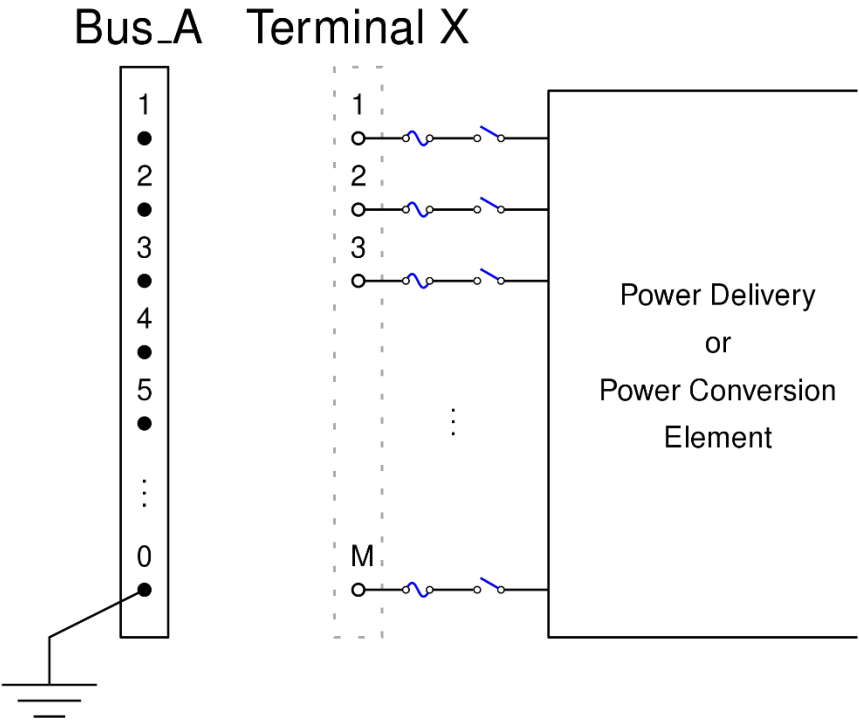 Bus_A Terminal X
1
2
3
4
5
⋮
0
1
2
3
⋮
M
Power Delivery
or
Power Conversion
Element